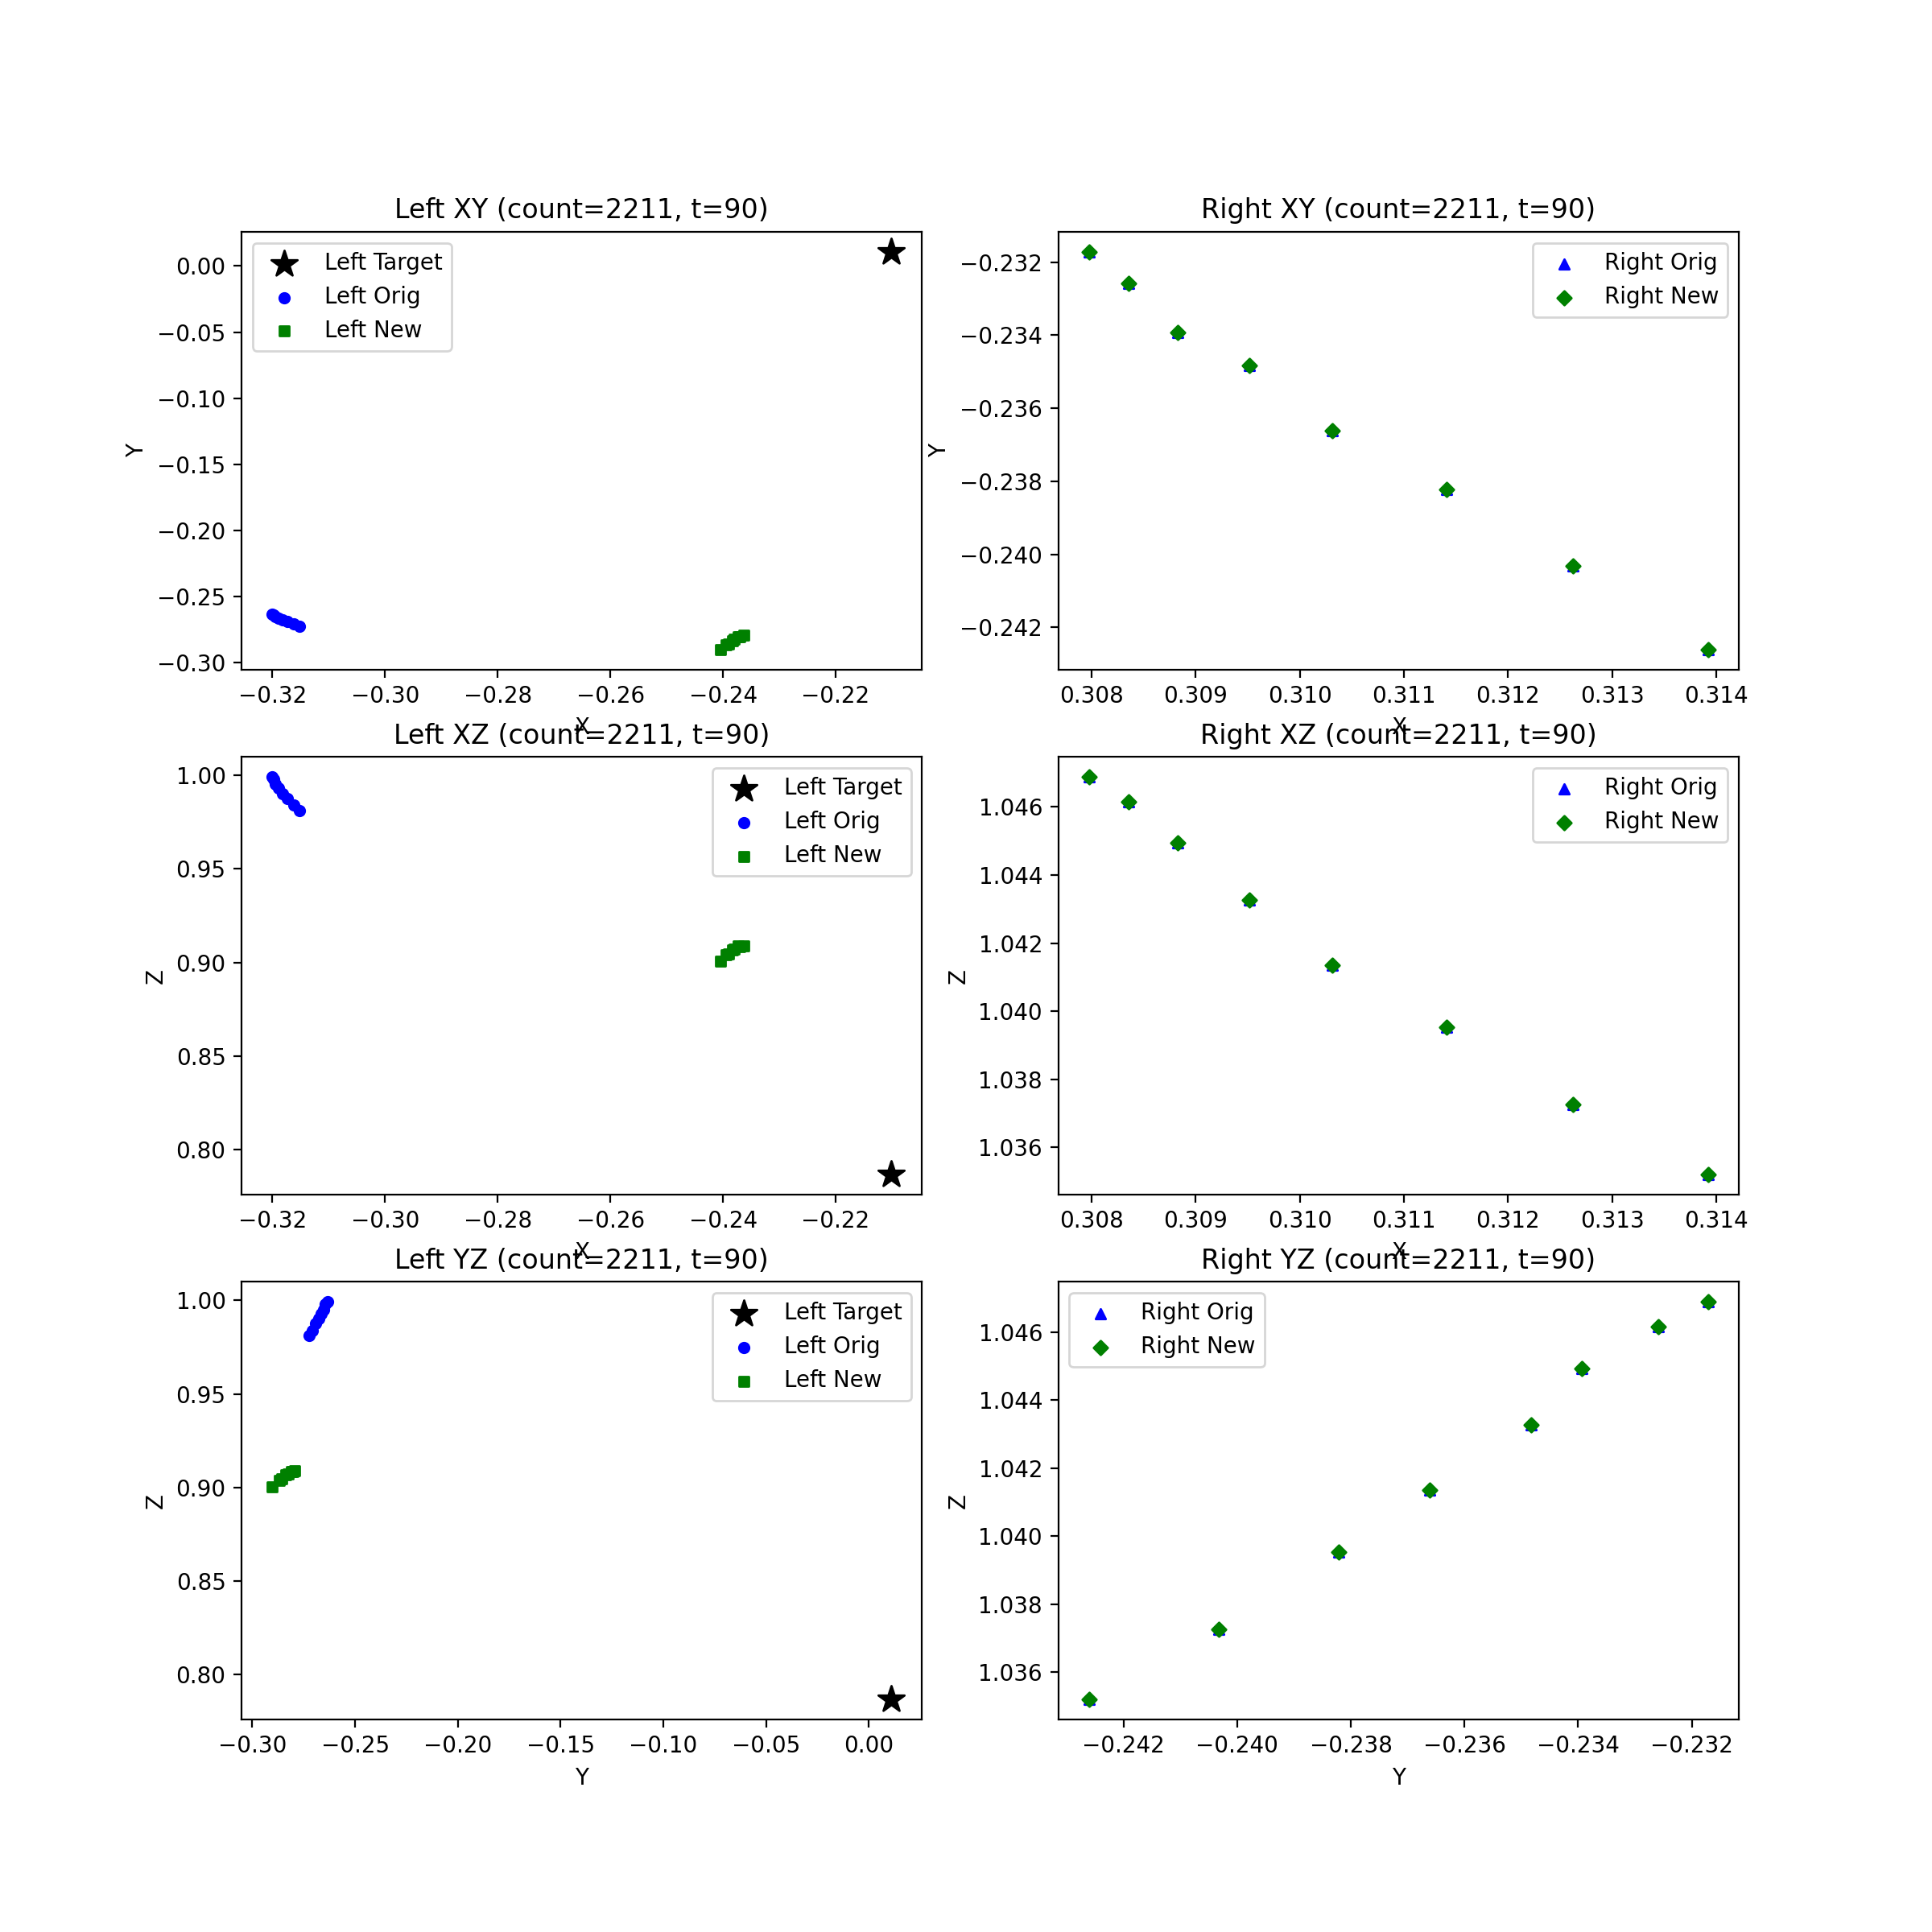 Left XY (count=2211, t=90)
Left Target
Left Orig
Left New
0.00
−0.05
−0.10
−0.15
−0.20
−0.25
−0.30
Y
−0.32 −0.30 −0.28 −0.26 −0.24 −0.22
X
Right XY (count=2211, t=90)
Right Orig
Right New
−0.232
−0.234
−0.236
−0.238
−0.240
−0.242
Y
0.308 0.309 0.310 0.311 0.312 0.313 0.314
X
Left XZ (count=2211, t=90)
Left Target
Left Orig
Left New
1.00
0.95
0.90
0.85
0.80
Z
−0.32 −0.30 −0.28 −0.26 −0.24 −0.22
X
Right XZ (count=2211, t=90)
Right Orig
Right New
1.046
1.044
1.042
1.040
1.038
1.036
Z
0.308 0.309 0.310 0.311 0.312 0.313 0.314
X
Left YZ (count=2211, t=90)
Left Target
Left Orig
Left New
1.00
0.95
0.90
0.85
0.80
Z
−0.30 −0.25 −0.20 −0.15 −0.10 −0.05 0.00
Y
Right YZ (count=2211, t=90)
Right Orig
Right New
1.046
1.044
1.042
1.040
1.038
1.036
Z
−0.242 −0.240 −0.238 −0.236 −0.234 −0.232
Y